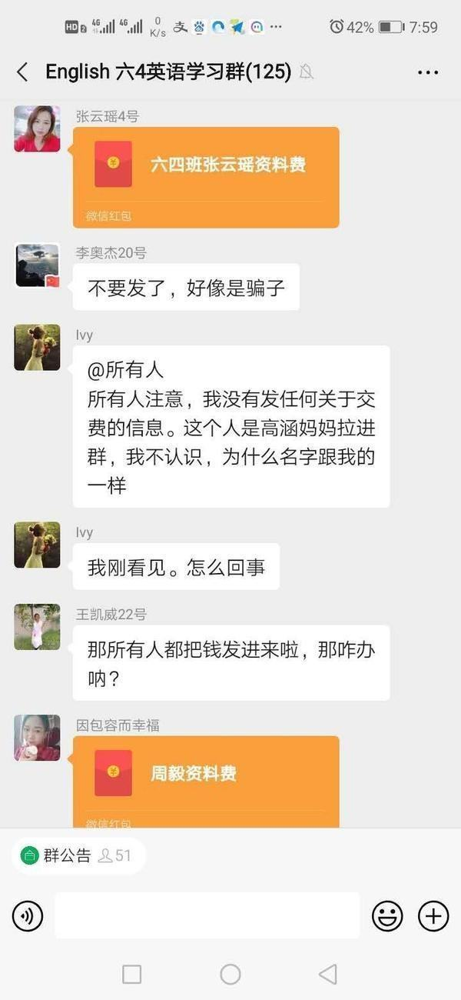 HD 2 4G 4G 0 K/s 支 42% 7:59
English 六4英语学习群(125)
张云瑶4号
六四班张云瑶资料费
微信红包
李奥杰20号
不要发了，好像是骗子
Ivy
@所有人
所有人注意，我没有发任何关于交
费的信息。这个人是高涵妈妈拉进
群，我不认识，为什么名字跟我的
一样
Ivy
我刚看见。怎么回事
王凯威22号
那所有人都把钱发进来啦，那咋办
呐？
因包容而幸福
周毅资料费
微信红包
群公告 51